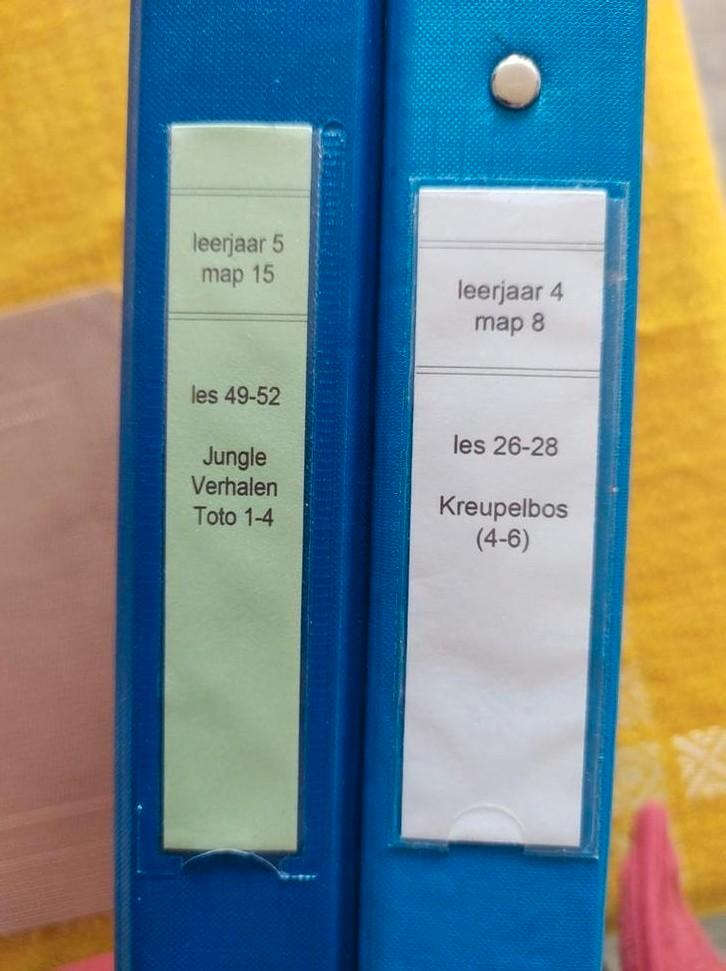 leerjaar 5
map 15
les 49-52
Jungle
Verhalen
Toto 1-4
leerjaar 4
map 8
les 26-28
Kreupelbos
(4-6)